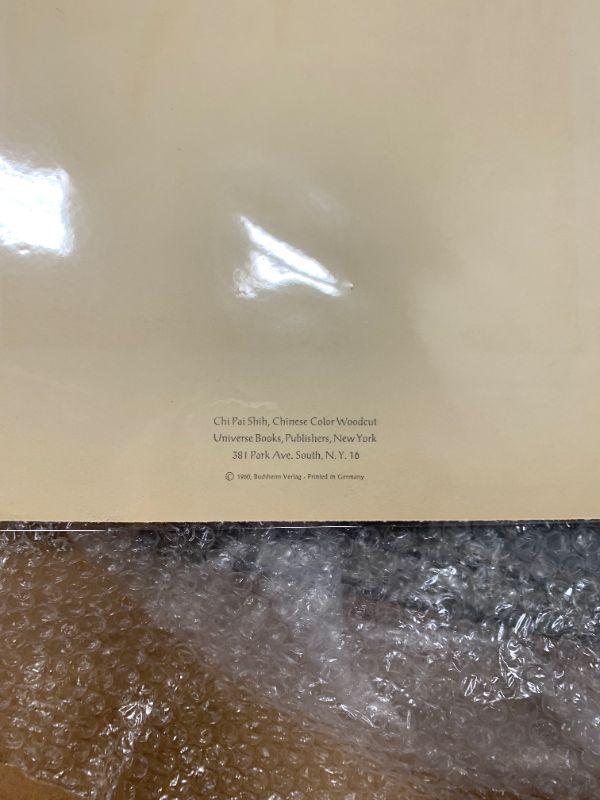 Chi Pai Shih, Chinese Color Woodcut
Universe Books, Publishers, New York
381 Park Ave. South, N. Y. 16
© 1960, Buchheim Verlag - Printed in Germany